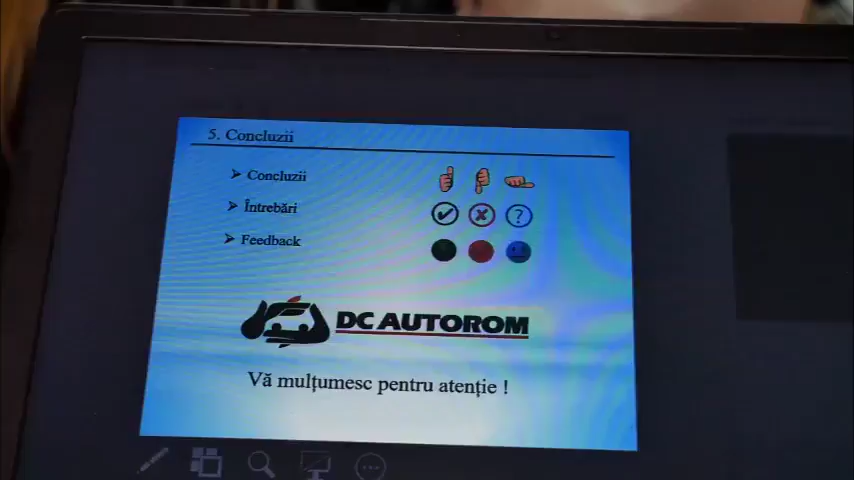 5. Concluzii
➢ Concluzii
➢ Întrebări
➢ Feedback
?
DC AUTOROM
Vă mulțumesc pentru atenție !